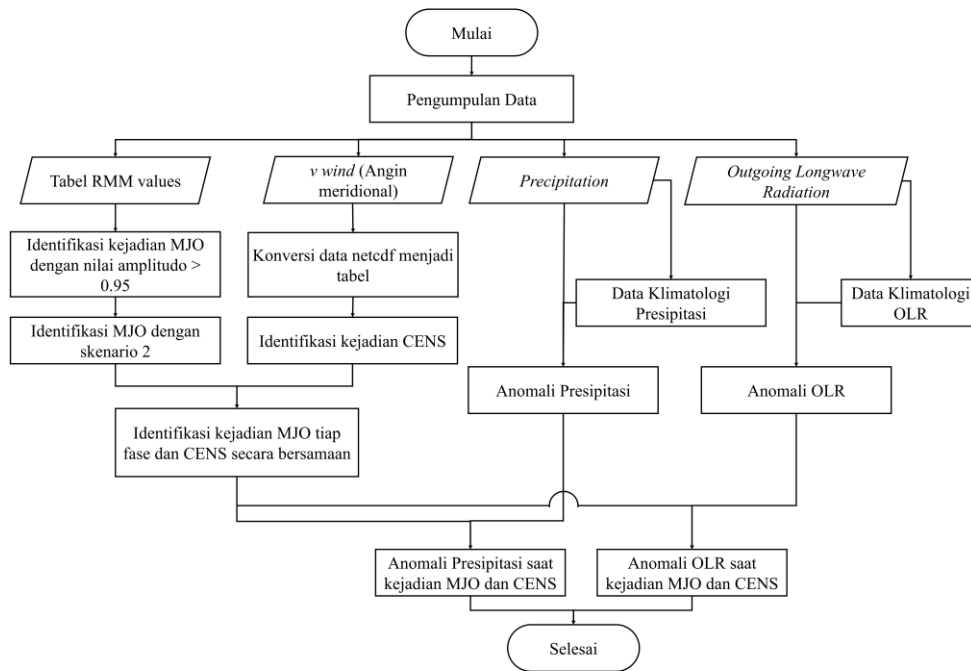 Mulai
Pengumpulan Data
Tabel RMM values
v wind (Angin
meridional)
Precipitation
Outgoing Longwave
Radiation
Identifikasi kejadian MJO
dengan nilai amplitudo >
0.95
Konversi data netcdf menjadi
tabel
Data Klimatologi
Presipitasi
Data Klimatologi
OLR
Identifikasi MJO dengan
skenario 2
Identifikasi kejadian CENS
Anomali Presipitasi
Anomali OLR
Identifikasi kejadian MJO tiap
fase dan CENS secara bersamaan
Anomali Presipitasi saat
kejadian MJO dan CENS
Anomali OLR saat
kejadian MJO dan CENS
Selesai